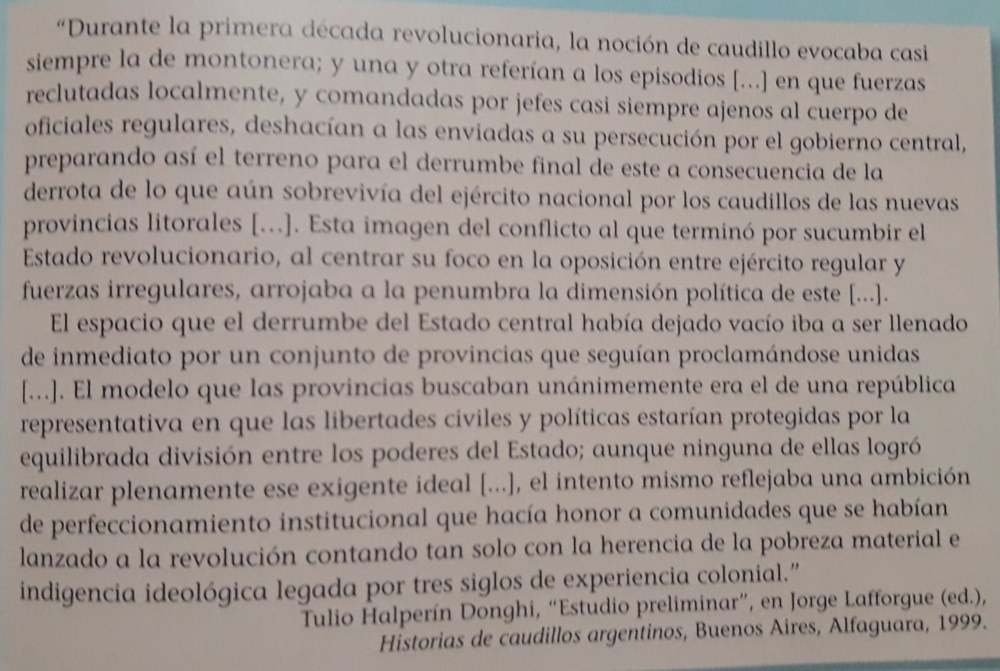 “Durante la primera década revolucionaria, la noción de caudillo evocaba casi
siempre la de montonera; y una y otra referían a los episodios [...] en que fuerzas
reclutadas localmente, y comandadas por jefes casi siempre ajenos al cuerpo de
oficiales regulares, deshacían a las enviadas a su persecución por el gobierno central,
preparando así el terreno para el derrumbe final de este a consecuencia de la
derrota de lo que aún sobrevivía del ejército nacional por los caudillos de las nuevas
provincias litorales [...]. Esta imagen del conflicto al que terminó por sucumbir el
Estado revolucionario, al centrar su foco en la oposición entre ejército regular y
fuerzas irregulares, arrojaba a la penumbra la dimensión política de este [...].
El espacio que el derrumbe del Estado central había dejado vacío iba a ser llenado
de inmediato por un conjunto de provincias que seguían proclamándose unidas
[...]. El modelo que las provincias buscaban unánimemente era el de una república
representativa en que las libertades civiles y políticas estarían protegidas por la
equilibrada división entre los poderes del Estado; aunque ninguna de ellas logró
realizar plenamente ese exigente ideal [...], el intento mismo reflejaba una ambición
de perfeccionamiento institucional que hacía honor a comunidades que se habían
lanzado a la revolución contando tan solo con la herencia de la pobreza material e
indigencia ideológica legada por tres siglos de experiencia colonial.”
Tulio Halperín Donghi, “Estudio preliminar”, en Jorge Lafforgue (ed.),
Historias de caudillos argentinos, Buenos Aires, Alfaguara, 1999.